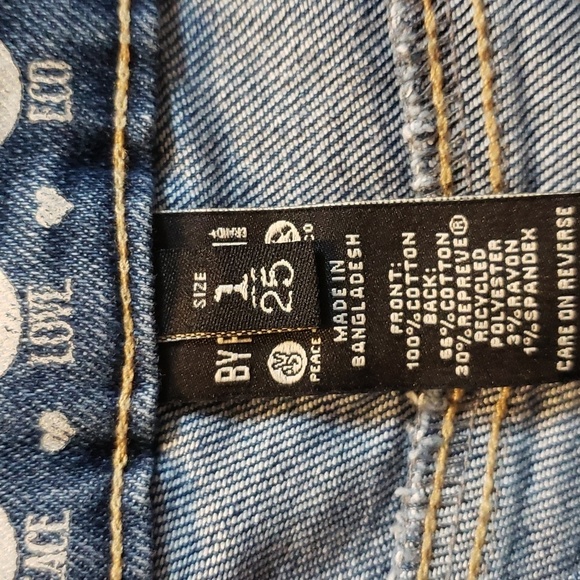 ECO
LOVE
SIZE
1
25
BY
PEACE
MADE IN
BANGLADESH
FRONT:
100%COTTON
BACK:
66%COTTON
30%REPREVE®
RECYCLED
POLYESTER
3%RAYON
1%SPANDEX
CARE ON REVERSE